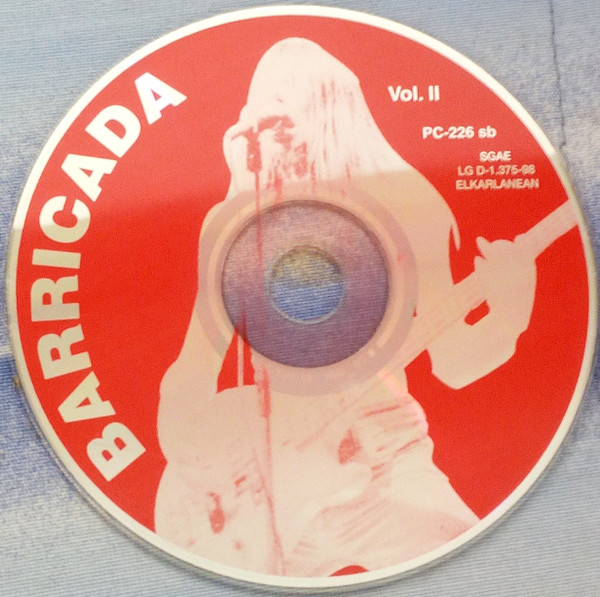 BARRICADA
Vol. II
PC-226 sb
SGAE
LG D-1.375-98
ELKARLANEAN